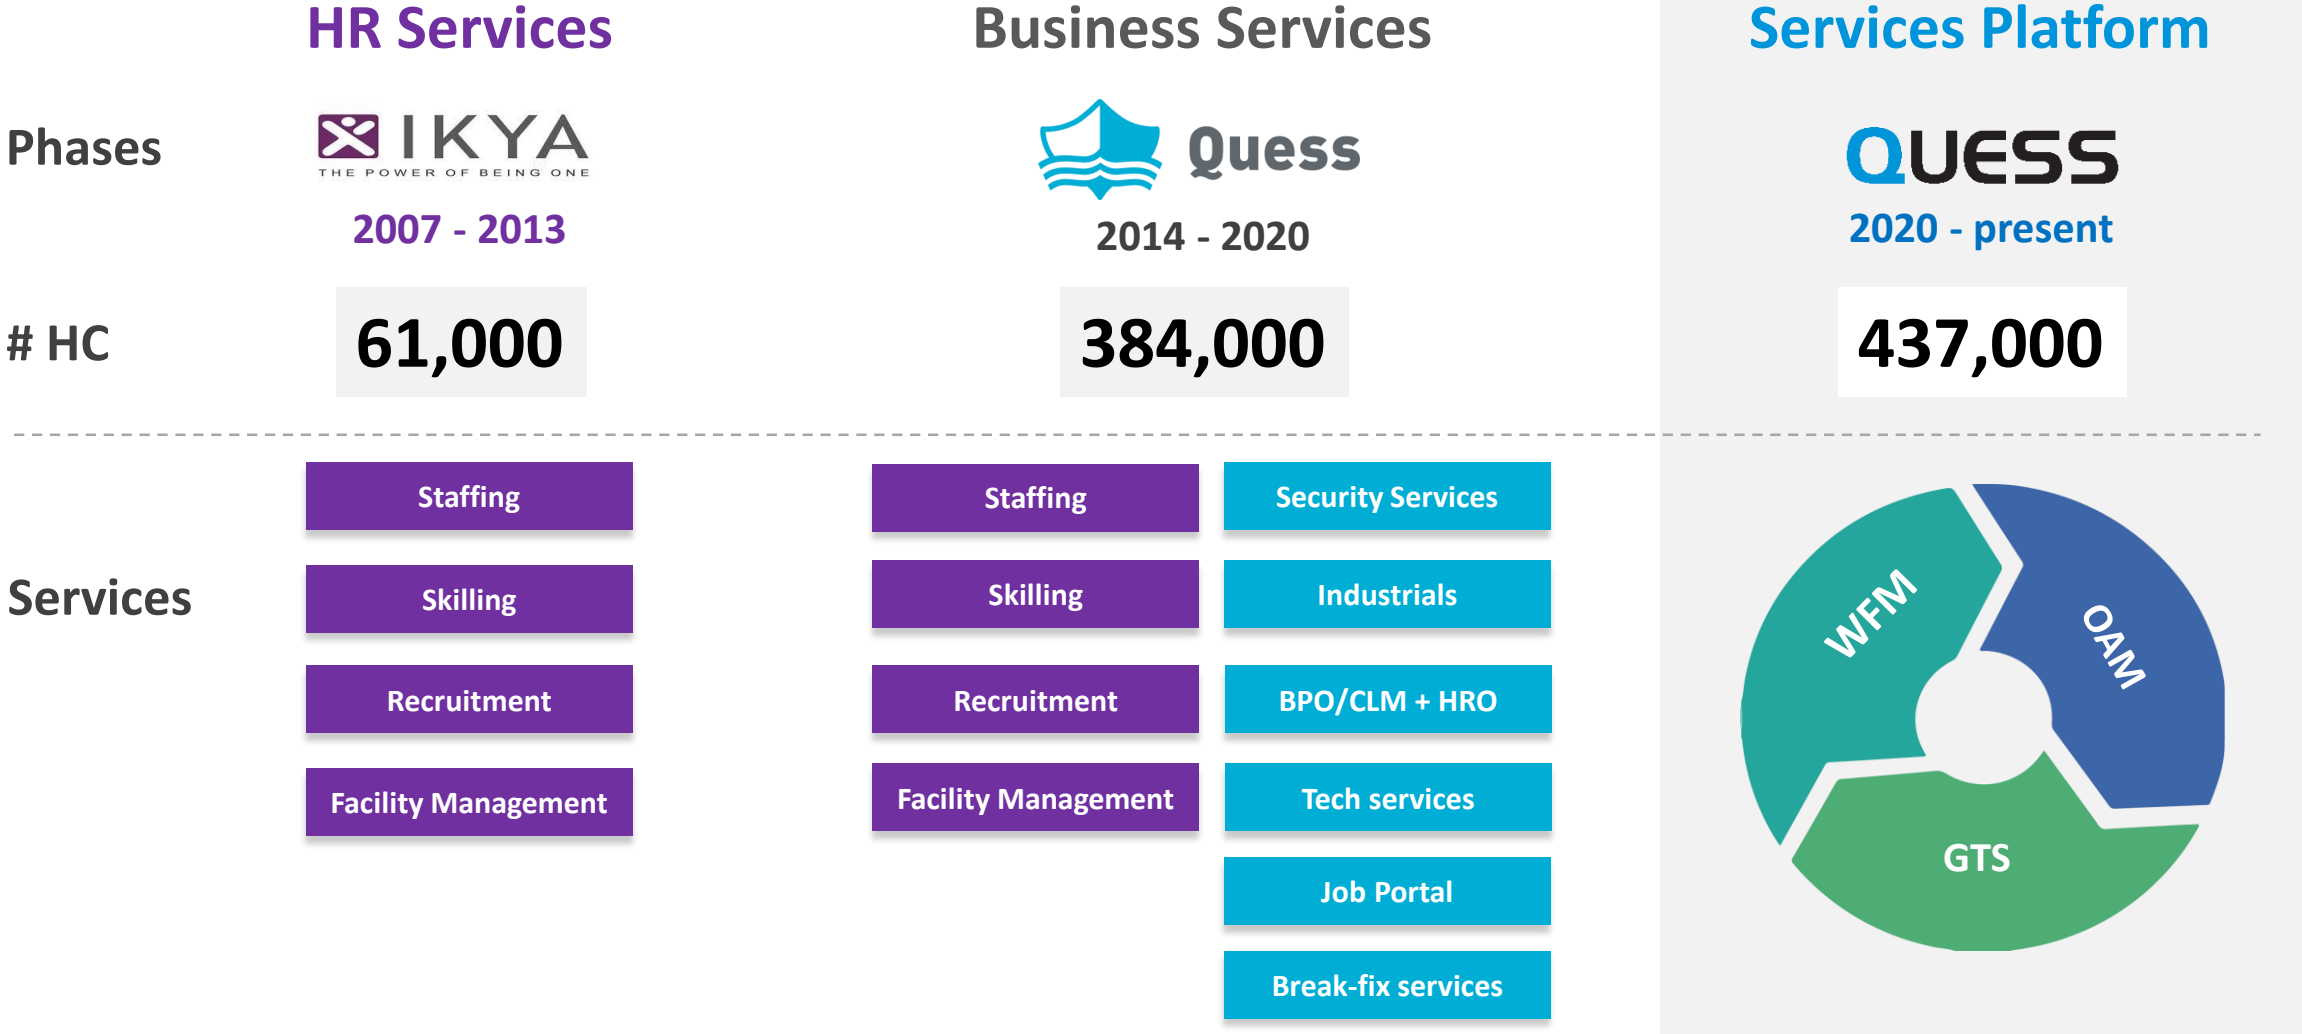 HR Services
Business Services
Services Platform
Phases
IKYA
THE POWER OF BEING ONE
Quess
QUESS
2007 - 2013
2014 - 2020
2020 - present
# HC
61,000
384,000
437,000
Services
Staffing
Skilling
Recruitment
Facility Management
Staffing
Skilling
Recruitment
Facility Management
Security Services
Industrials
BPO/CLM + HRO
Tech services
Job Portal
Break-fix services
WFM
OAM
GTS